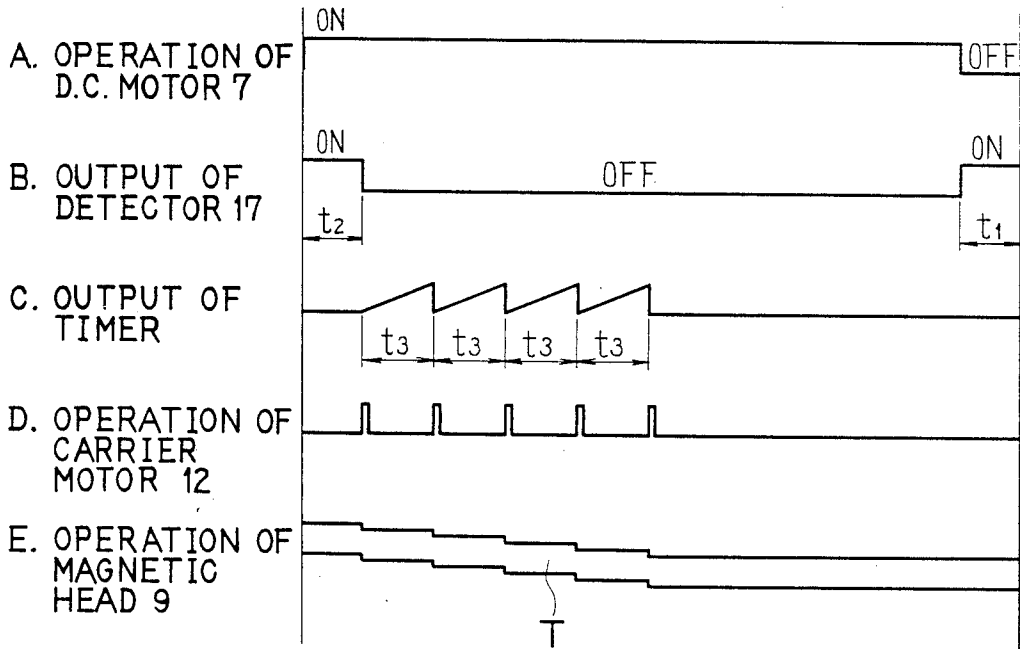 ON
A. OPERATION OF
D.C. MOTOR 7
OFF
ON
B. OUTPUT OF
DETECTOR 17
OFF
ON
t2
t1
C. OUTPUT OF
TIMER
t3 t3 t3 t3
D. OPERATION OF
CARRIER
MOTOR 12
E. OPERATION OF
MAGNETIC
HEAD 9
T